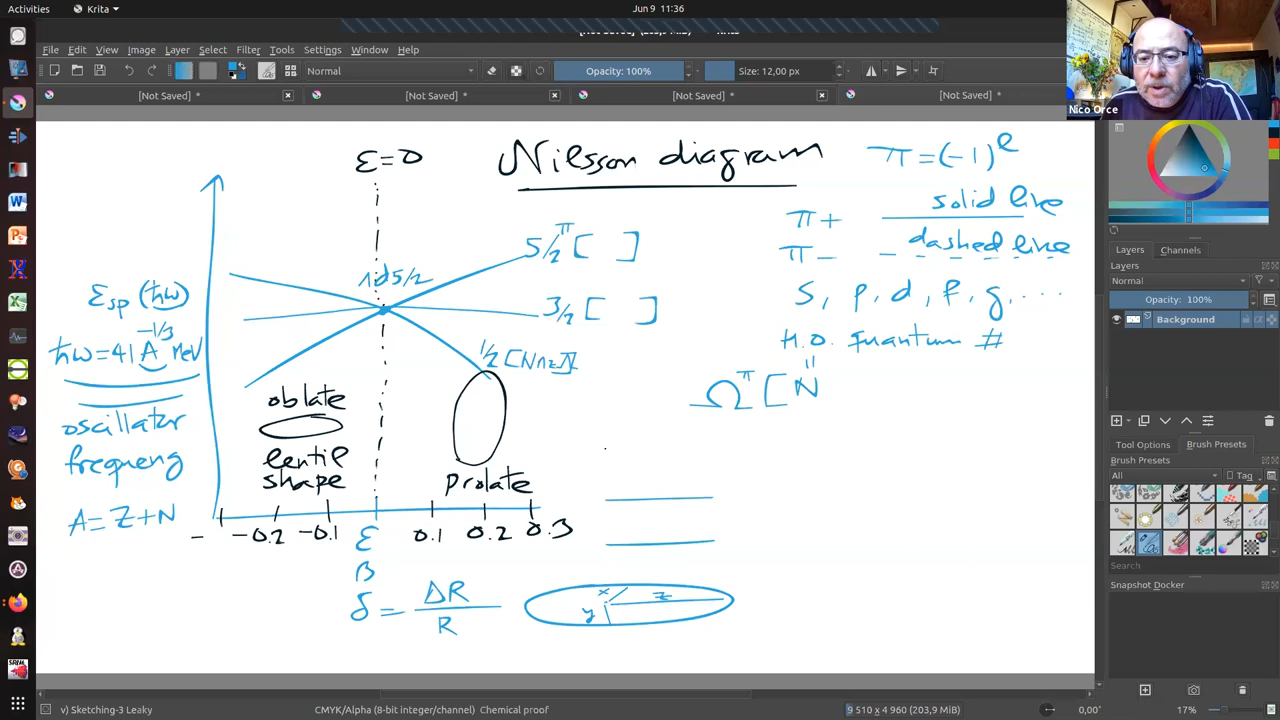 Activities
Krita
Jun 9 11:36
File Edit View Image Layer Select Filter Tools Settings Window Help
Normal
Opacity: 100%
Size: 12,00 px
[Not Saved] *
[Not Saved] *
[Not Saved] *
[Not Saved] *
Nico Orce
ε=0
Nilsson diagram
π=(-1)^l
π+ solid line
π- dashed line
s, p, d, f, g, ....
H.O. quantum #
=
Ω^π [N
1d5/2
5/2^π [ ]
3/2 [ ]
1/2 [N nz Λ]
εsp (ħω)
ħω=41 A^-1/3 MeV
oscillator
frequency
A=Z+N
oblate
lentil
shape
prolate
- -0.2 -0.1 ε 0.1 0.2 0.3
β
δ = ΔR / R
x
y
z
Layers Channels
Layers
Normal
Opacity: 100%
Background
Tool Options Brush Presets
Brush Presets
All
Tag
Search
Snapshot Docker
v) Sketching-3 Leaky
CMYK/Alpha (8-bit integer/channel) Chemical proof
9 510 x 4 960 (203,9 MiB)
0,00°
17%